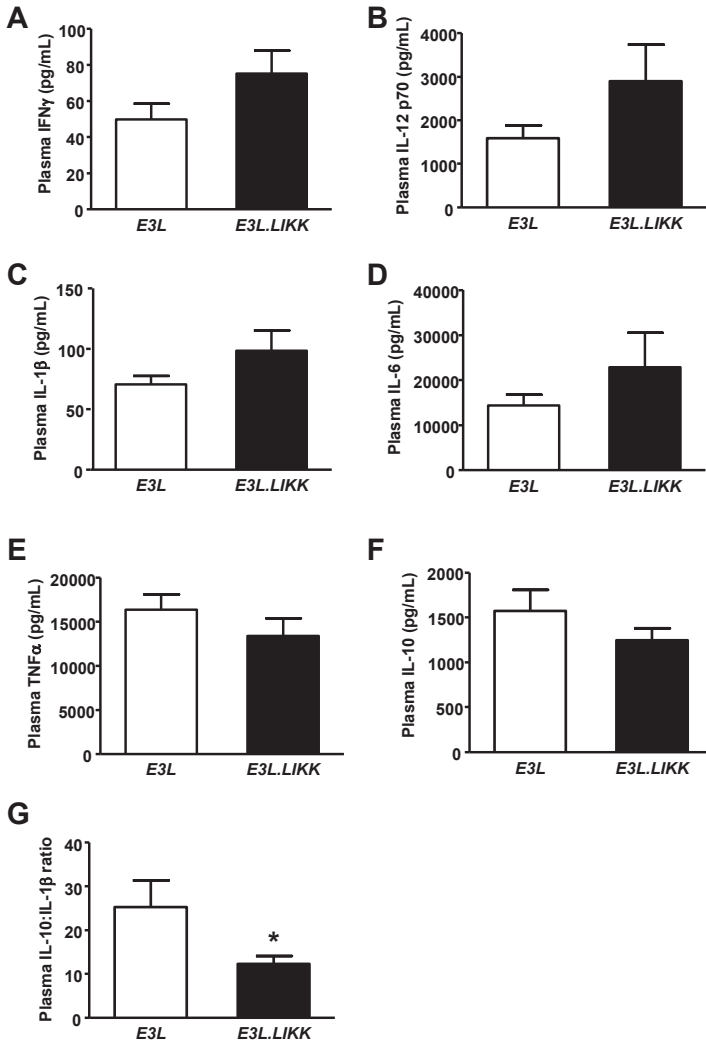 A
Plasma IFNγ (pg/mL)
100
80
60
40
20
0
E3L
E3L.LIKK
B
Plasma IL-12 p70 (pg/mL)
4000
3000
2000
1000
0
E3L
E3L.LIKK
C
Plasma IL-1β (pg/mL)
150
100
50
0
E3L
E3L.LIKK
D
Plasma IL-6 (pg/mL)
40000
30000
20000
10000
0
E3L
E3L.LIKK
E
Plasma TNFα (pg/mL)
20000
15000
10000
5000
0
E3L
E3L.LIKK
F
Plasma IL-10 (pg/mL)
2000
1500
1000
500
0
E3L
E3L.LIKK
G
Plasma IL-10:IL-1β ratio
40
30
20
10
0
*
E3L
E3L.LIKK